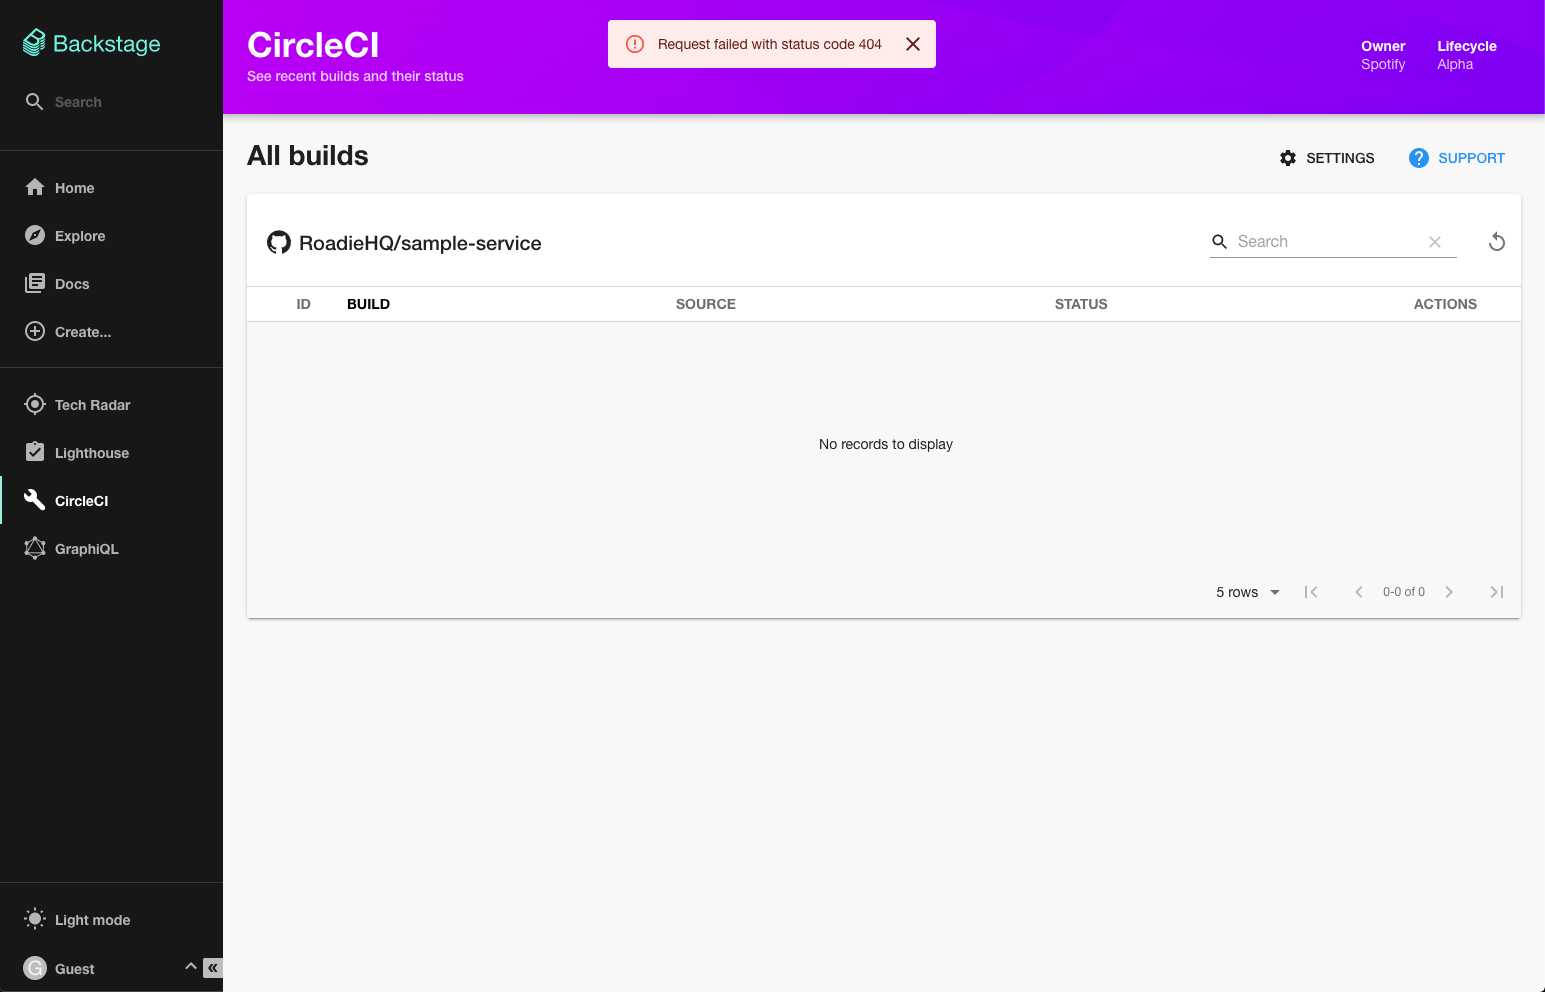 Backstage
Search
Home
Explore
Docs
Create...
Tech Radar
Lighthouse
CircleCI
GraphiQL
Light mode
G Guest
CircleCI
See recent builds and their status
Request failed with status code 404
Owner Lifecycle
Spotify Alpha
All builds
SETTINGS SUPPORT
RoadieHQ/sample-service
Search
ID BUILD SOURCE STATUS ACTIONS
No records to display
5 rows 0-0 of 0